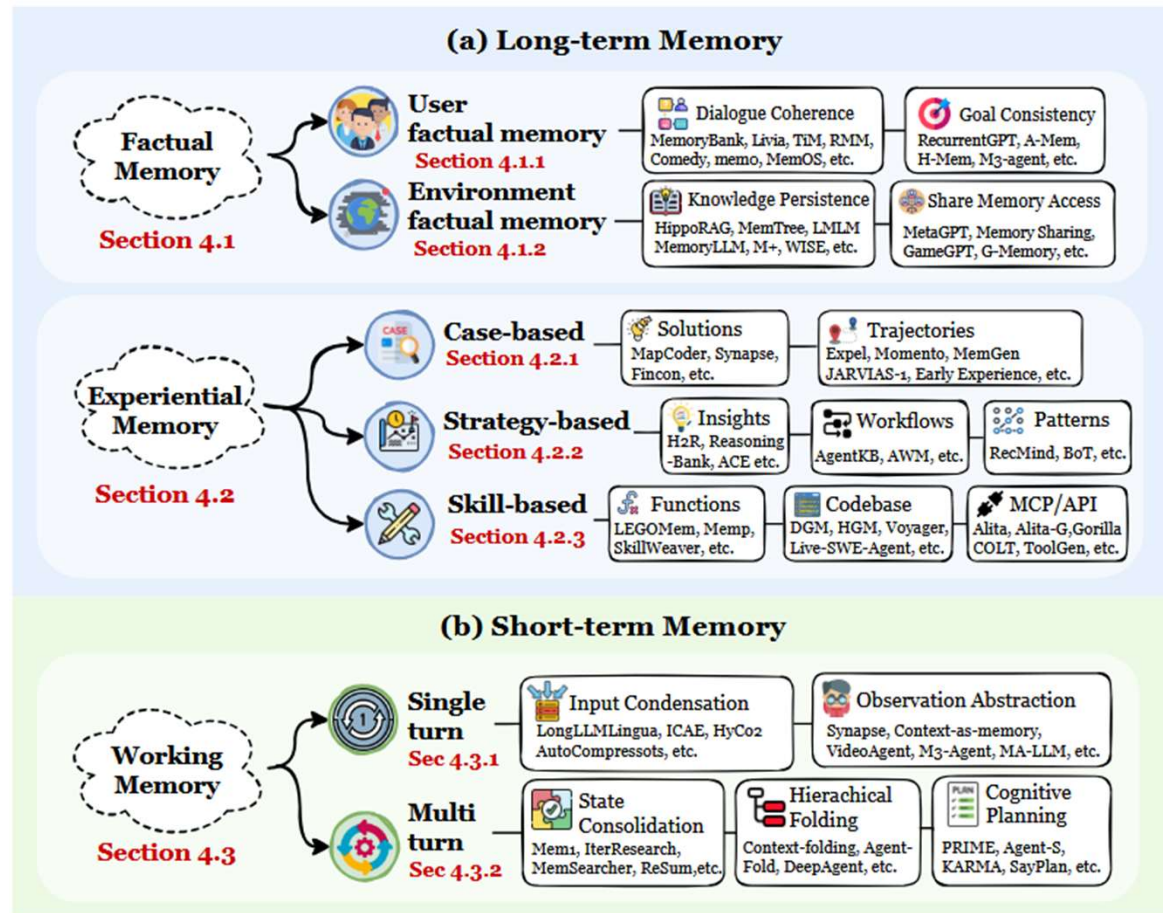 (a) Long-term Memory
Factual
Memory
Section 4.1
User
factual memory
Section 4.1.1
Dialogue Coherence
MemoryBank, Livia, TiM, RMM,
Comedy, memo, MemOS, etc.
Goal Consistency
RecurrentGPT, A-Mem,
H-Mem, M3-agent, etc.
Environment
factual memory
Section 4.1.2
Knowledge Persistence
HippoRAG, MemTree, LMLM
MemoryLLM, M+, WISE, etc.
Share Memory Access
MetaGPT, Memory Sharing,
GameGPT, G-Memory, etc.
Experiential
Memory
Section 4.2
CASE
Case-based
Section 4.2.1
Solutions
MapCoder, Synapse,
Fincon, etc.
Trajectories
Expel, Momento, MemGen
JARVIAS-1, Early Experience, etc.
Strategy-based
Section 4.2.2
Insights
H2R, Reasoning
-Bank, ACE etc.
Workflows
AgentKB, AWM, etc.
Patterns
RecMind, BoT, etc.
Skill-based
Section 4.2.3
Functions
LEGOMem, Memp,
SkillWeaver, etc.
Codebase
DGM, HGM, Voyager,
Live-SWE-Agent, etc.
MCP/API
Alita, Alita-G,Gorilla
COLT, ToolGen, etc.
(b) Short-term Memory
Working
Memory
Section 4.3
1
Single
turn
Sec 4.3.1
Input Condensation
LongLLMLingua, ICAE, HyCo2
AutoCompressots, etc.
Observation Abstraction
Synapse, Context-as-memory,
VideoAgent, M3-Agent, MA-LLM, etc.
Multi
turn
Sec 4.3.2
State
Consolidation
Mem1, IterResearch,
MemSearcher, ReSum,etc.
Hierachical
Folding
Context-folding, Agent-
Fold, DeepAgent, etc.
PLAN
Cognitive
Planning
PRIME, Agent-S,
KARMA, SayPlan, etc.